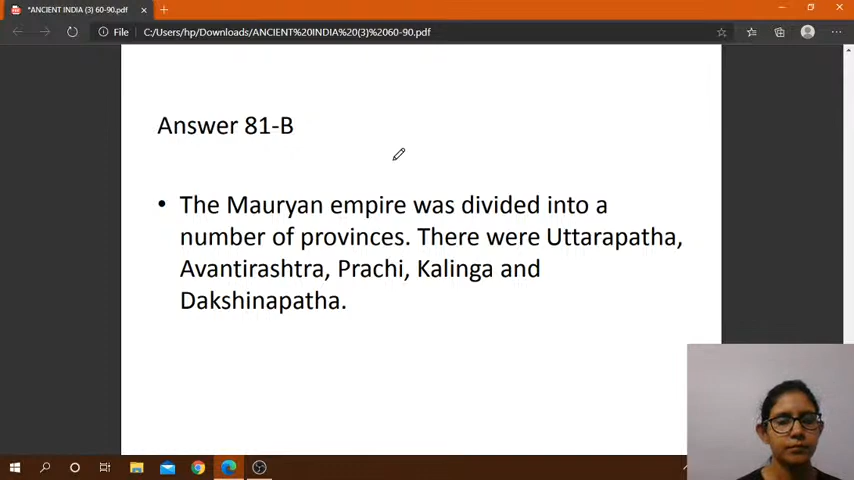 *ANCIENT INDIA (3) 60-90.pdf
File
C:/Users/hp/Downloads/ANCIENT%20INDIA%20(3)%2060-90.pdf
Answer 81-B
• The Mauryan empire was divided into a
number of provinces. There were Uttarapatha,
Avantirashtra, Prachi, Kalinga and
Dakshinapatha.